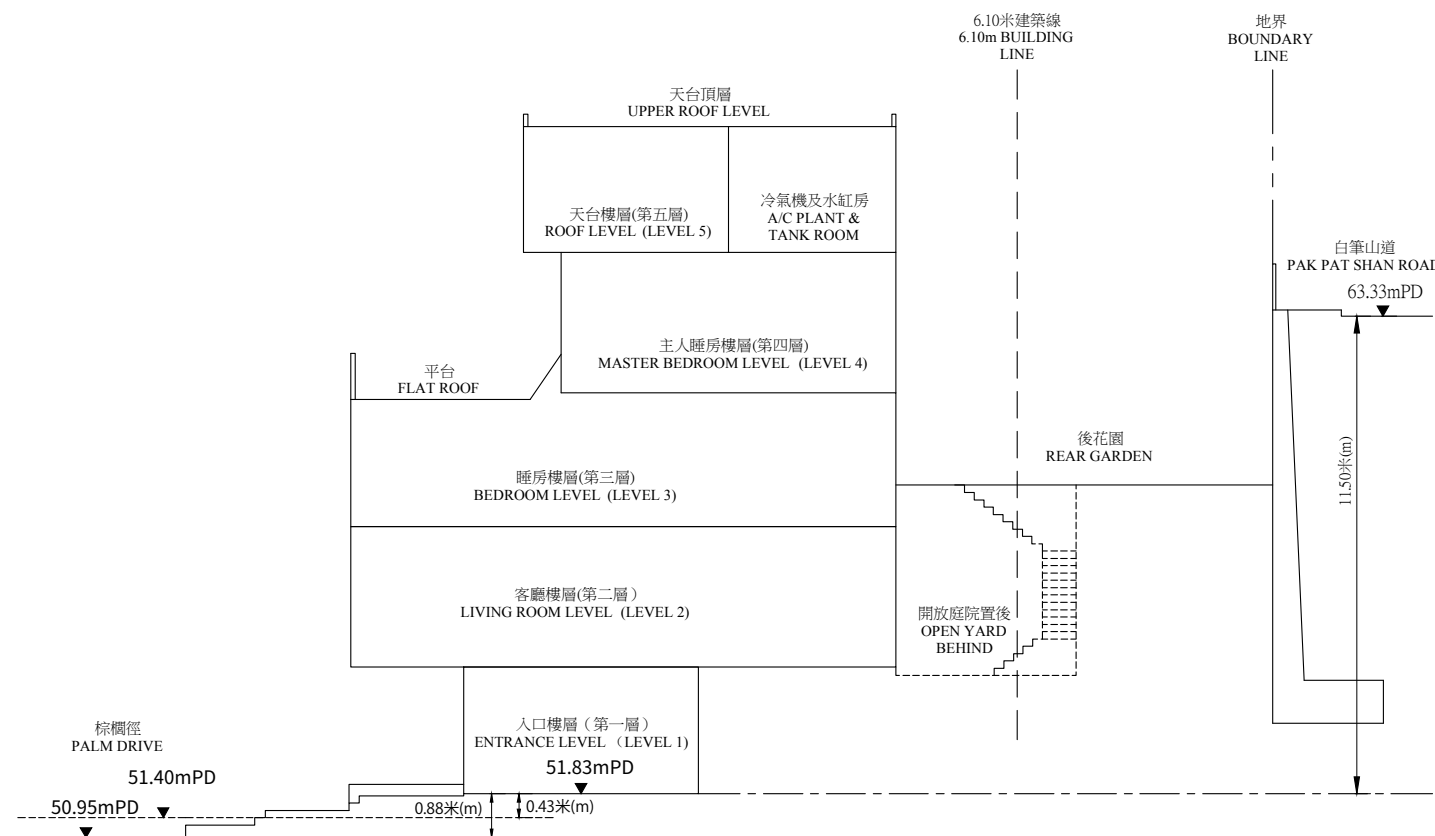 6.10米建築線
6.10m BUILDING
LINE
地界
BOUNDARY
LINE
天台頂層
UPPER ROOF LEVEL
天台樓層(第五層)
ROOF LEVEL (LEVEL 5)
冷氣機及水缸房
A/C PLANT &
TANK ROOM
白筆山道
PAK PAT SHAN ROAD
63.33mPD
主人睡房樓層(第四層)
MASTER BEDROOM LEVEL (LEVEL 4)
平台
FLAT ROOF
後花園
REAR GARDEN
11.50米(m)
睡房樓層(第三層)
BEDROOM LEVEL (LEVEL 3)
客廳樓層(第二層)
LIVING ROOM LEVEL (LEVEL 2)
開放庭院置後
OPEN YARD
BEHIND
入口樓層(第一層)
ENTRANCE LEVEL (LEVEL 1)
51.83mPD
棕櫚徑
PALM DRIVE
51.40mPD
50.95mPD
0.88米(m)
0.43米(m)